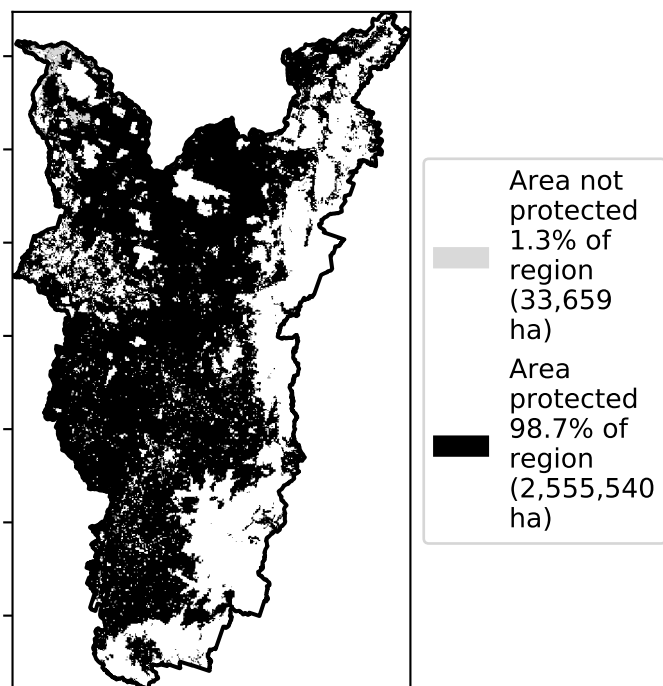 Area not
protected
1.3% of
region
(33,659
ha)
Area
protected
98.7% of
region
(2,555,540
ha)